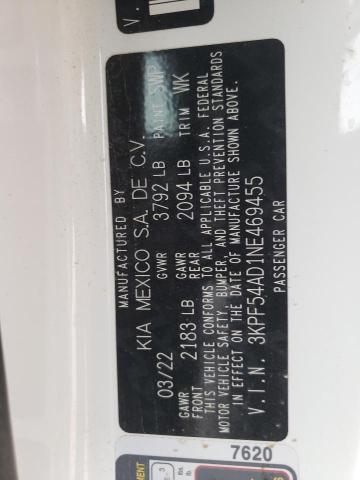 MANUFACTURED BY
KIA MEXICO S.A. DE C.V.
03/22 GVWR 3792 LB PAINT SWP
GAWR FRONT 2183 LB GAWR REAR 2094 LB TRIM WK
THIS VEHICLE CONFORMS TO ALL APPLICABLE U.S.A. FEDERAL
MOTOR VEHICLE SAFETY, BUMPER, AND THEFT PREVENTION STANDARDS
IN EFFECT ON THE DATE OF MANUFACTURE SHOWN ABOVE.
V.I.N. 3KPF54AD1NE469455
PASSENGER CAR
7620
V.